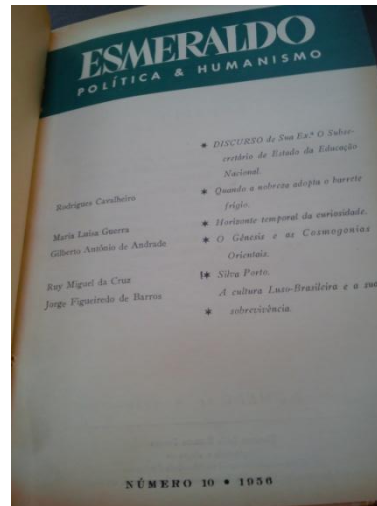 ESMERALDO
POLÍTICA & HUMANISMO
* DISCURSO de Sua Ex.ª O Subse-
cretário de Estado da Educação
Nacional.
Rodrigues Cavalheiro
* Quando a nobreza adopta o barrete
frígio.
Maria Luísa Guerra
* Horizonte temporal da curiosidade.
Gilberto António de Andrade
* O Génesis e as Cosmogonias
Orientais.
Ruy Miguel da Cruz
* Silva Porto.
Jorge Figueiredo de Barros
A cultura Luso-Brasileira e a sua
* sobrevivência.
NÚMERO 10 • 1956